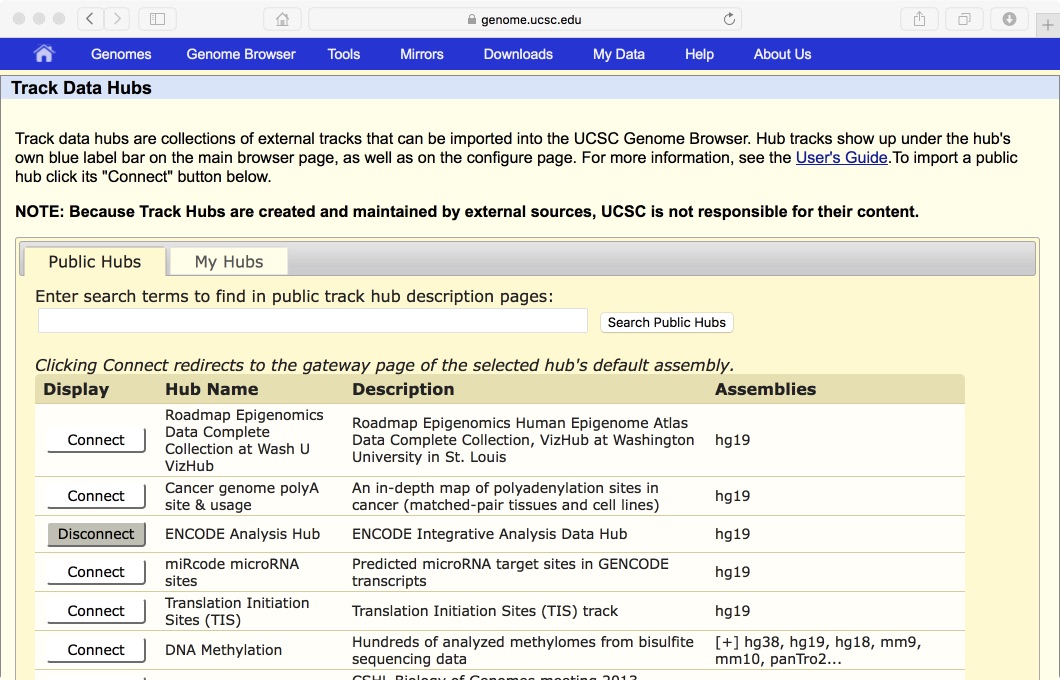 genome.ucsc.edu
Genomes Genome Browser Tools Mirrors Downloads My Data Help About Us
Track Data Hubs
Track data hubs are collections of external tracks that can be imported into the UCSC Genome Browser. Hub tracks show up under the hub's
own blue label bar on the main browser page, as well as on the configure page. For more information, see the User's Guide.To import a public
hub click its "Connect" button below.
NOTE: Because Track Hubs are created and maintained by external sources, UCSC is not responsible for their content.
Public Hubs My Hubs
Enter search terms to find in public track hub description pages:
Search Public Hubs
Clicking Connect redirects to the gateway page of the selected hub's default assembly.
Display Hub Name Description Assemblies
Connect
Roadmap Epigenomics
Data Complete
Collection at Wash U
VizHub
Roadmap Epigenomics Human Epigenome Atlas
Data Complete Collection, VizHub at Washington
University in St. Louis
hg19
Connect
Cancer genome polyA
site & usage
An in-depth map of polyadenylation sites in
cancer (matched-pair tissues and cell lines)
hg19
Disconnect ENCODE Analysis Hub ENCODE Integrative Analysis Data Hub hg19
Connect
miRcode microRNA
sites
Predicted microRNA target sites in GENCODE
transcripts
hg19
Connect
Translation Initiation
Sites (TIS)
Translation Initiation Sites (TIS) track
hg19
Connect
DNA Methylation
Hundreds of analyzed methylomes from bisulfite
sequencing data
[+] hg38, hg19, hg18, mm9,
mm10, panTro2...
CSHL Biology of Genomes meeting 2013